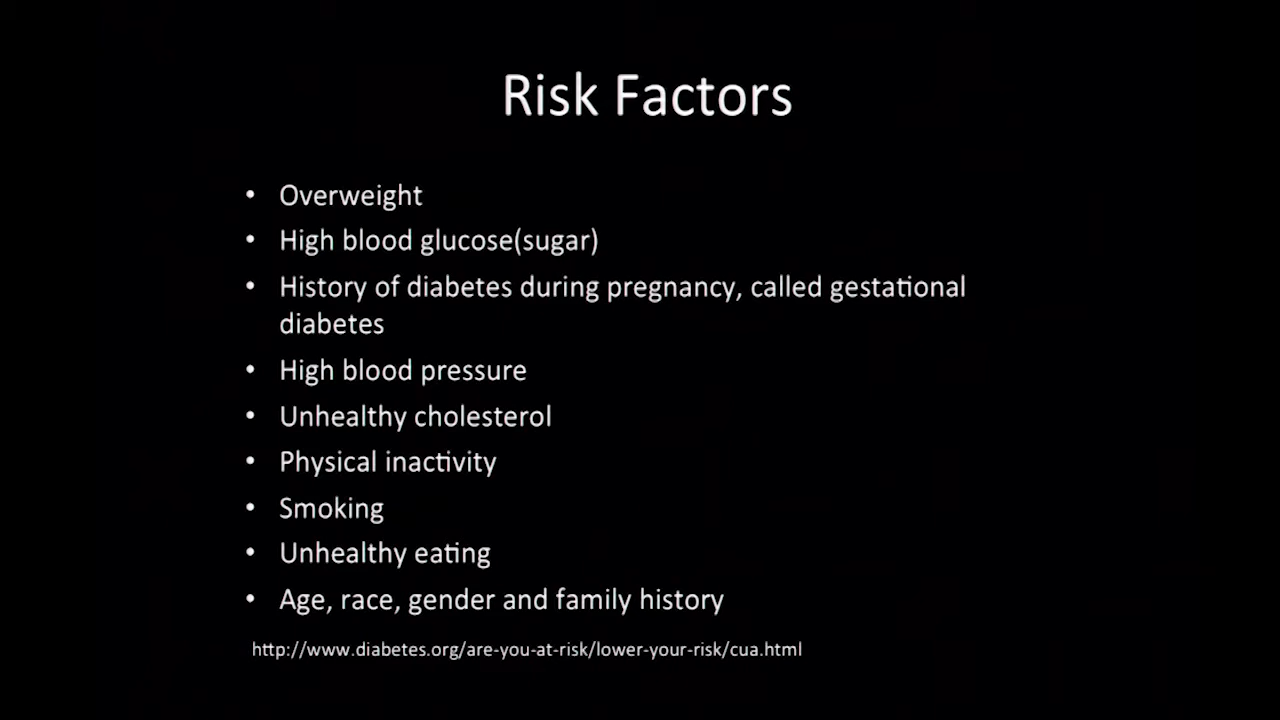 Risk Factors
• Overweight
• High blood glucose(sugar)
• History of diabetes during pregnancy, called gestational
diabetes
• High blood pressure
• Unhealthy cholesterol
• Physical inactivity
• Smoking
• Unhealthy eating
• Age, race, gender and family history
http://www.diabetes.org/are-you-at-risk/lower-your-risk/cua.html